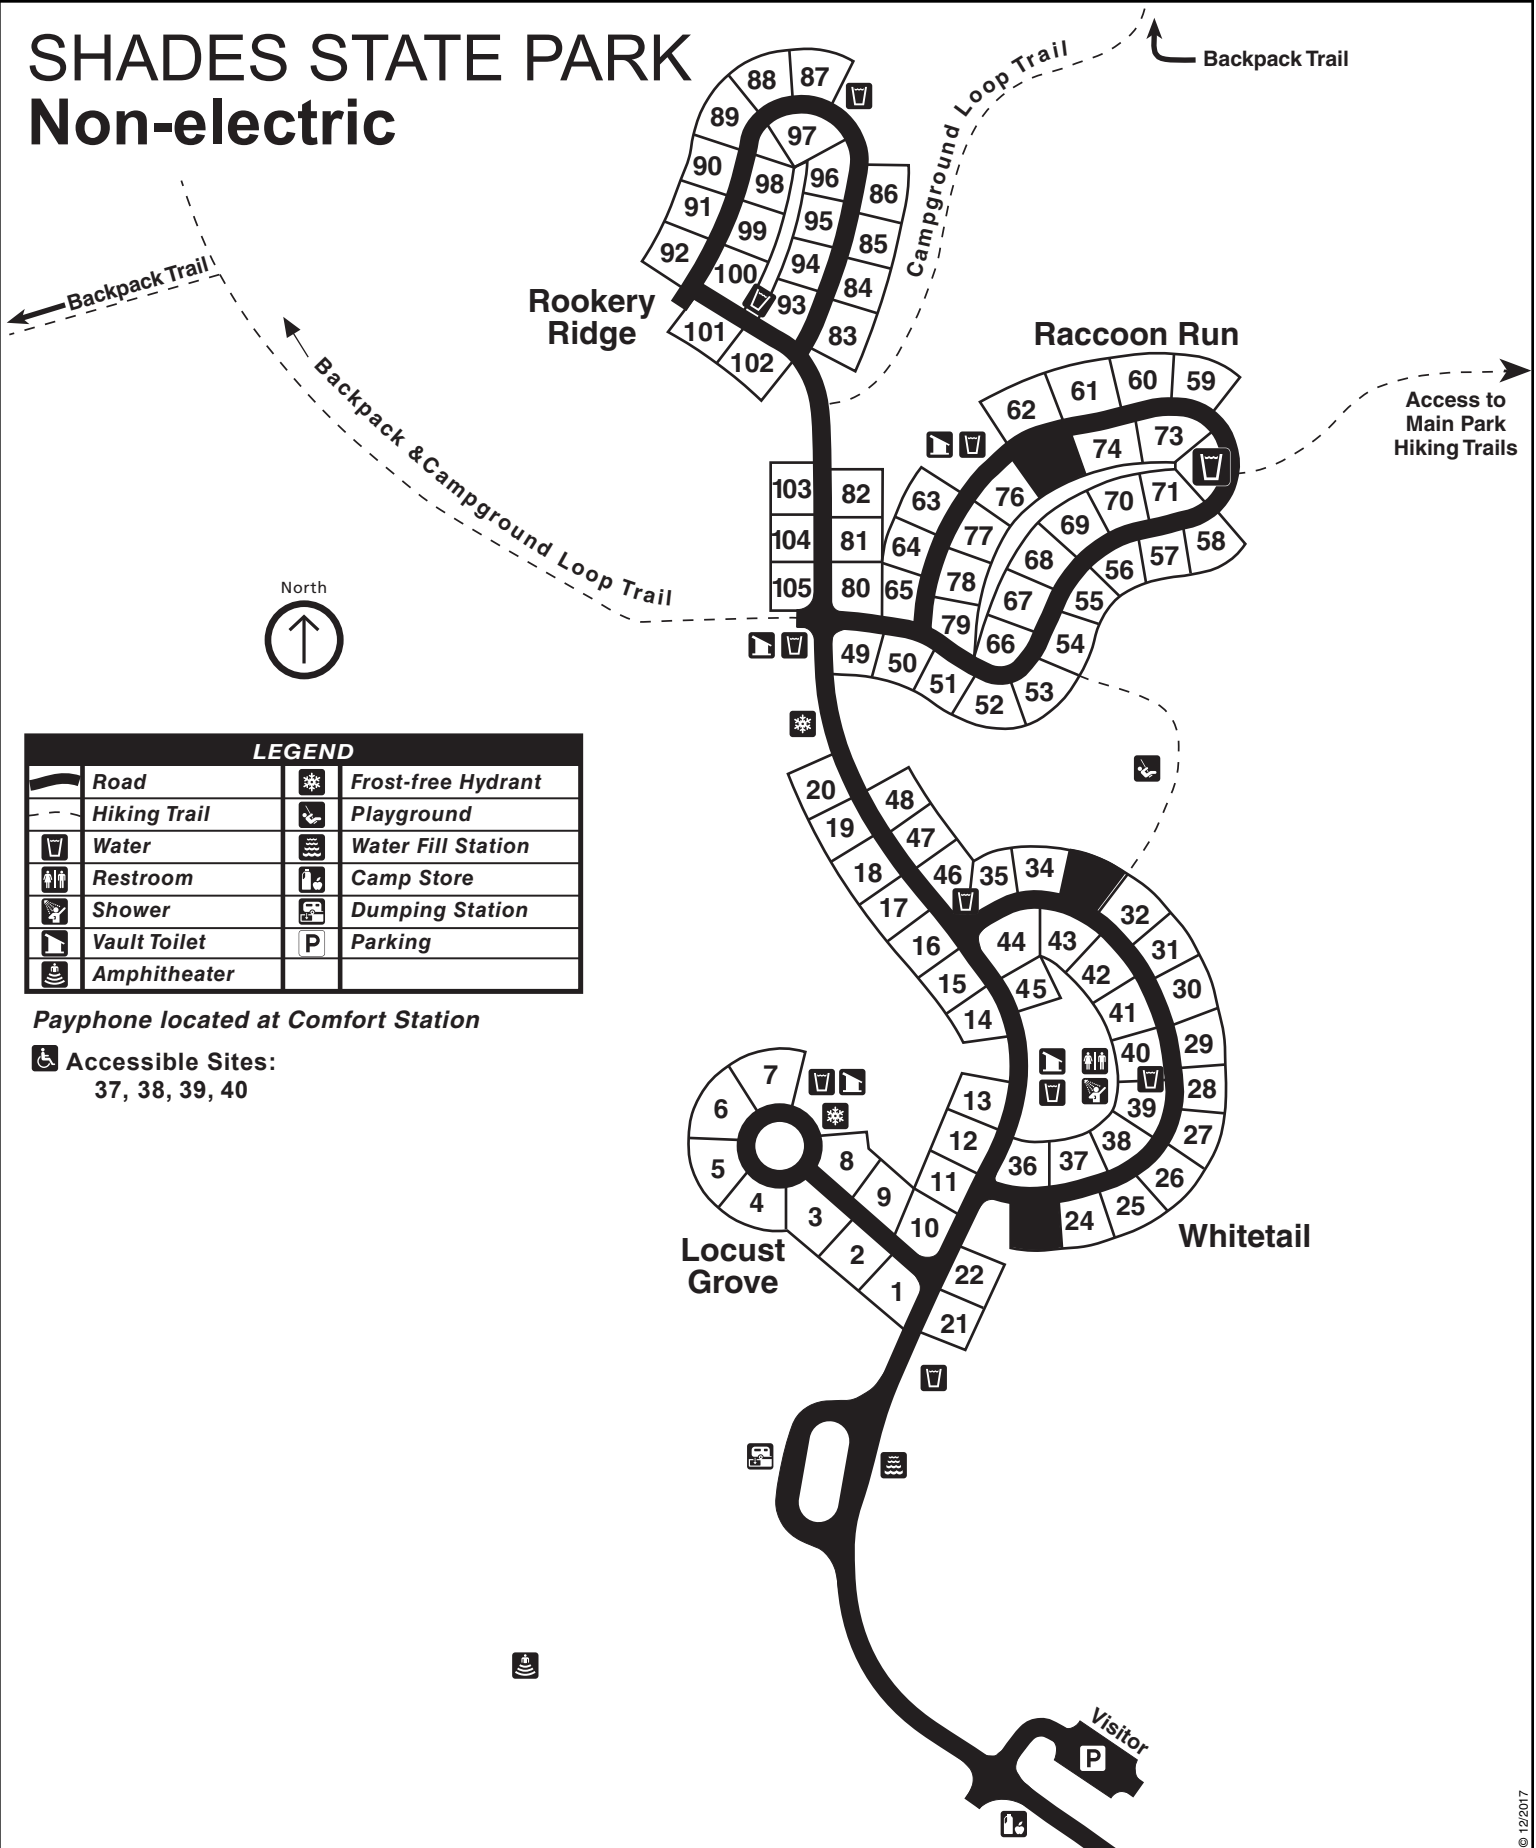 SHADES STATE PARK
Non-electric
Backpack Trail
Campground Loop Trail
Backpack Trail
Backpack &Campground Loop Trail
Rookery
Ridge
88
87
89
97
90
98
96
86
91
99
95
85
92
100
94
84
93
101
83
102
Raccoon Run
59
60
61
62
73
74
Access to
Main Park
Hiking Trails
103
82
63
76
70
71
104
81
64
77
69
68
58
57
56
105
80
65
78
67
55
79
66
54
49
50
51
52
53
North
LEGEND
Road
Frost-free Hydrant
Hiking Trail
Playground
Water
Water Fill Station
Restroom
Camp Store
Shower
Dumping Station
Vault Toilet
P
Parking
Amphitheater
Payphone located at Comfort Station
Accessible Sites:
37, 38, 39, 40
20
48
19
47
18
46
35
34
17
32
16
44
43
31
15
45
42
30
14
41
29
40
28
7
13
39
6
12
38
27
5
8
11
36
37
26
4
9
3
10
24
25
2
22
1
21
Locust
Grove
Whitetail
Visitor
P
© 12/2017